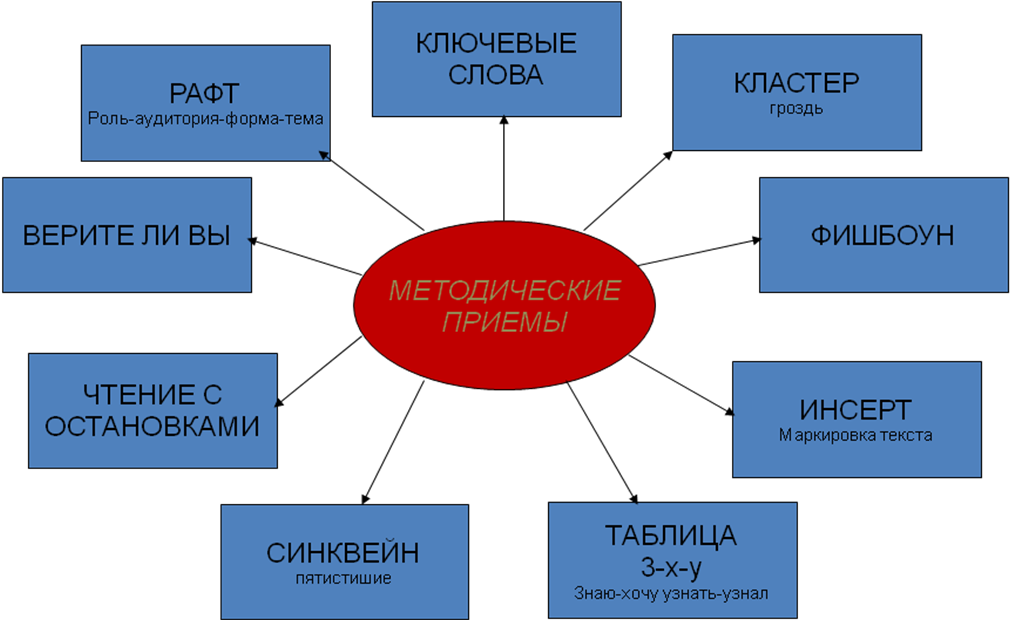 КЛЮЧЕВЫЕ
СЛОВА
РАФТ
Роль-аудитория-форма-тема
КЛАСТЕР
гроздь
ВЕРИТЕ ЛИ ВЫ
ФИШБОУН
МЕТОДИЧЕСКИЕ
ПРИЕМЫ
ЧТЕНИЕ С
ОСТАНОВКАМИ
ИНСЕРТ
Маркировка текста
СИНКВЕЙН
пятистишие
ТАБЛИЦА
З-х-у
Знаю-хочу узнать-узнал